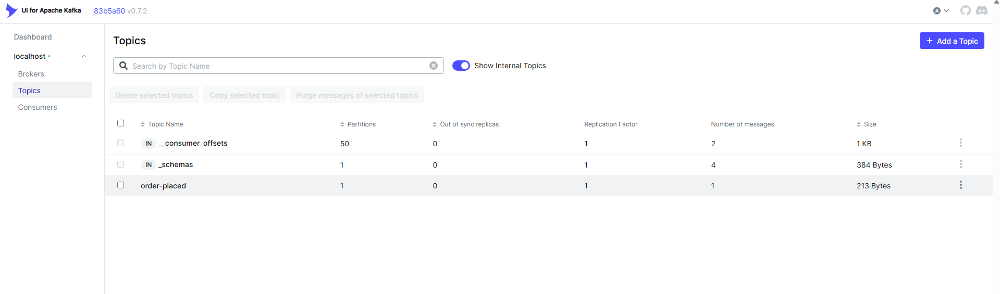 UI for Apache Kafka 83b5a60 v0.7.2 A
Dashboard
localhost
Brokers
Topics
Consumers
Topics
+ Add a Topic
Search by Topic Name
Show Internal Topics
Delete selected topics Copy selected topic Purge messages of selected topics
Topic Name Partitions Out of sync replicas Replication Factor Number of messages Size
IN __consumer_offsets 50 0 1 2 1 KB
IN _schemas 1 0 1 4 384 Bytes
order-placed 1 0 1 1 213 Bytes